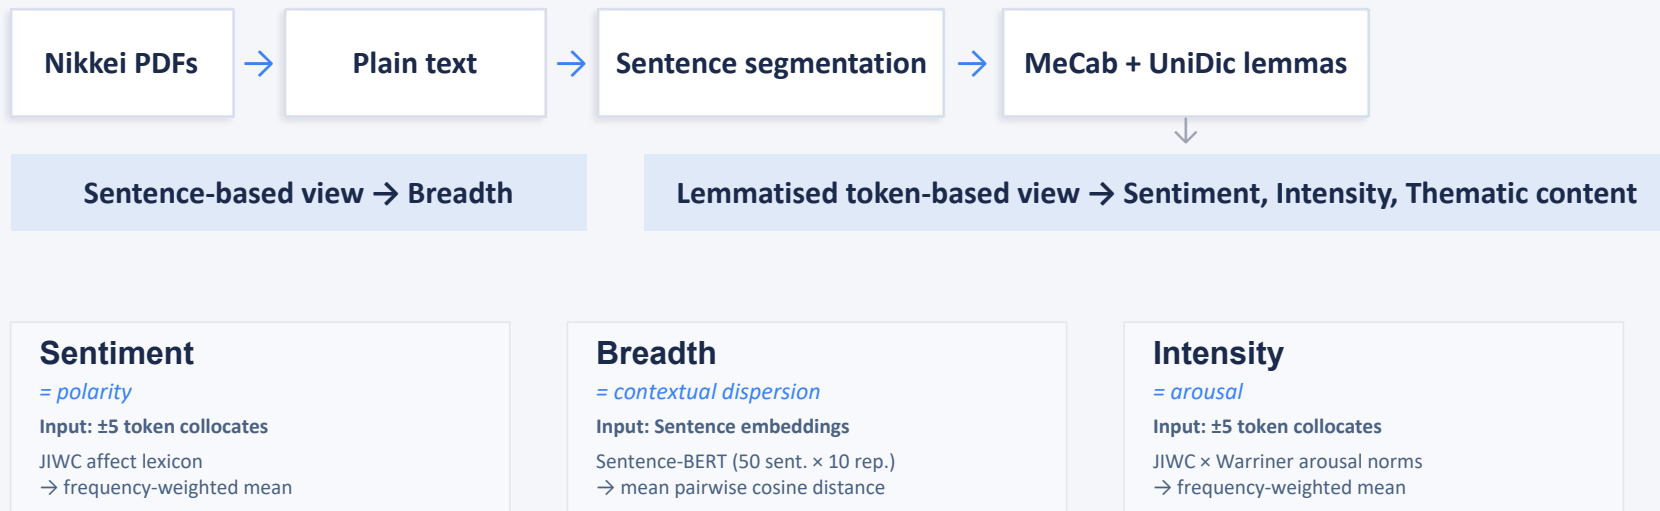 Nikkei PDFs → Plain text → Sentence segmentation → MeCab + UniDic lemmas
↓
Sentence-based view → Breadth
Lemmatised token-based view → Sentiment, Intensity, Thematic content
Sentiment
= polarity
Input: ±5 token collocates
JIWC affect lexicon
→ frequency-weighted mean
Breadth
= contextual dispersion
Input: Sentence embeddings
Sentence-BERT (50 sent. × 10 rep.)
→ mean pairwise cosine distance
Intensity
= arousal
Input: ±5 token collocates
JIWC × Warriner arousal norms
→ frequency-weighted mean